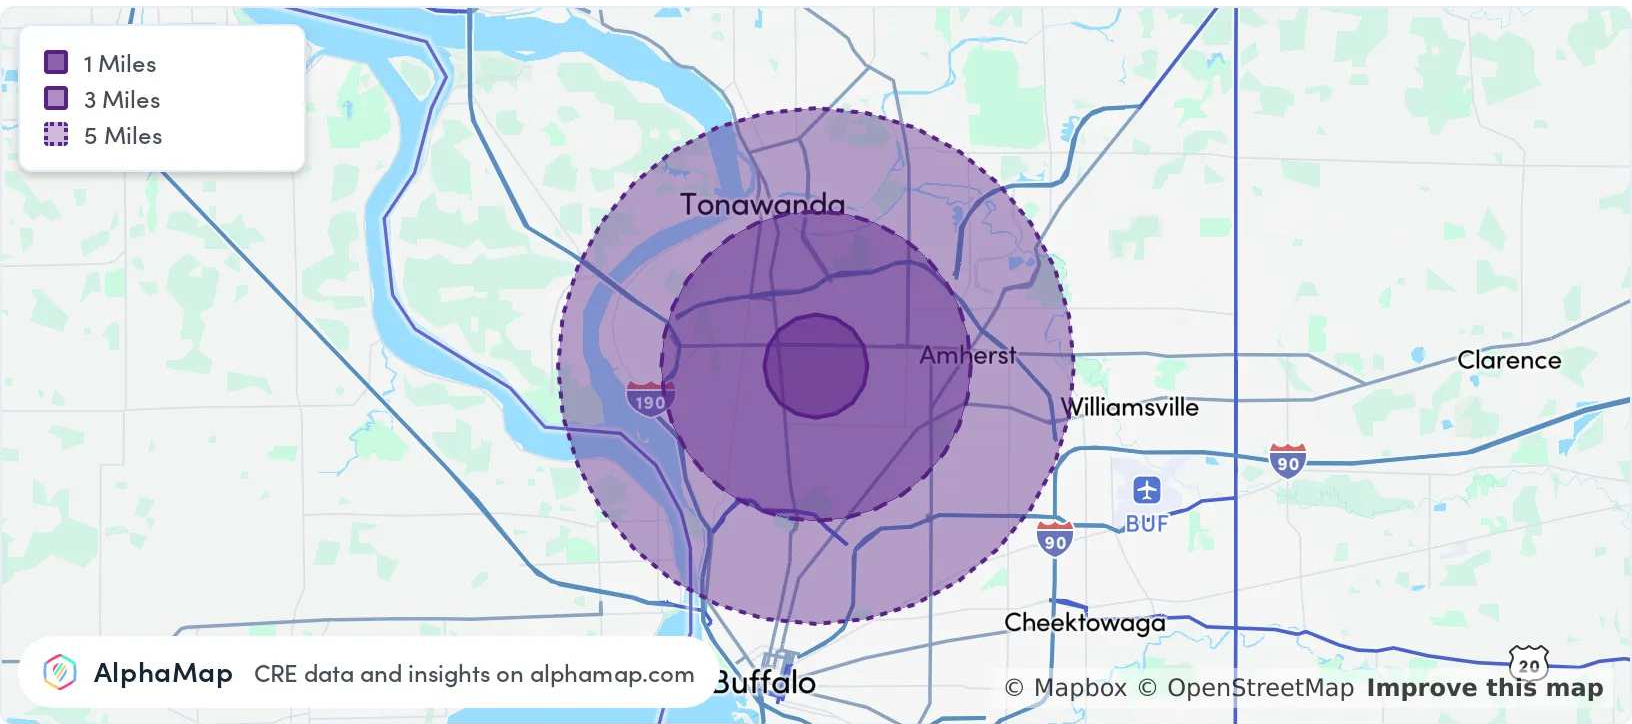 1 Miles
3 Miles
5 Miles
Tonawanda
Amherst
Clarence
190
Williamsville
90
BUF
90
Cheektowaga
20
AlphaMap CRE data and insights on alphamap.com
Buffalo
© Mapbox © OpenStreetMap Improve this map